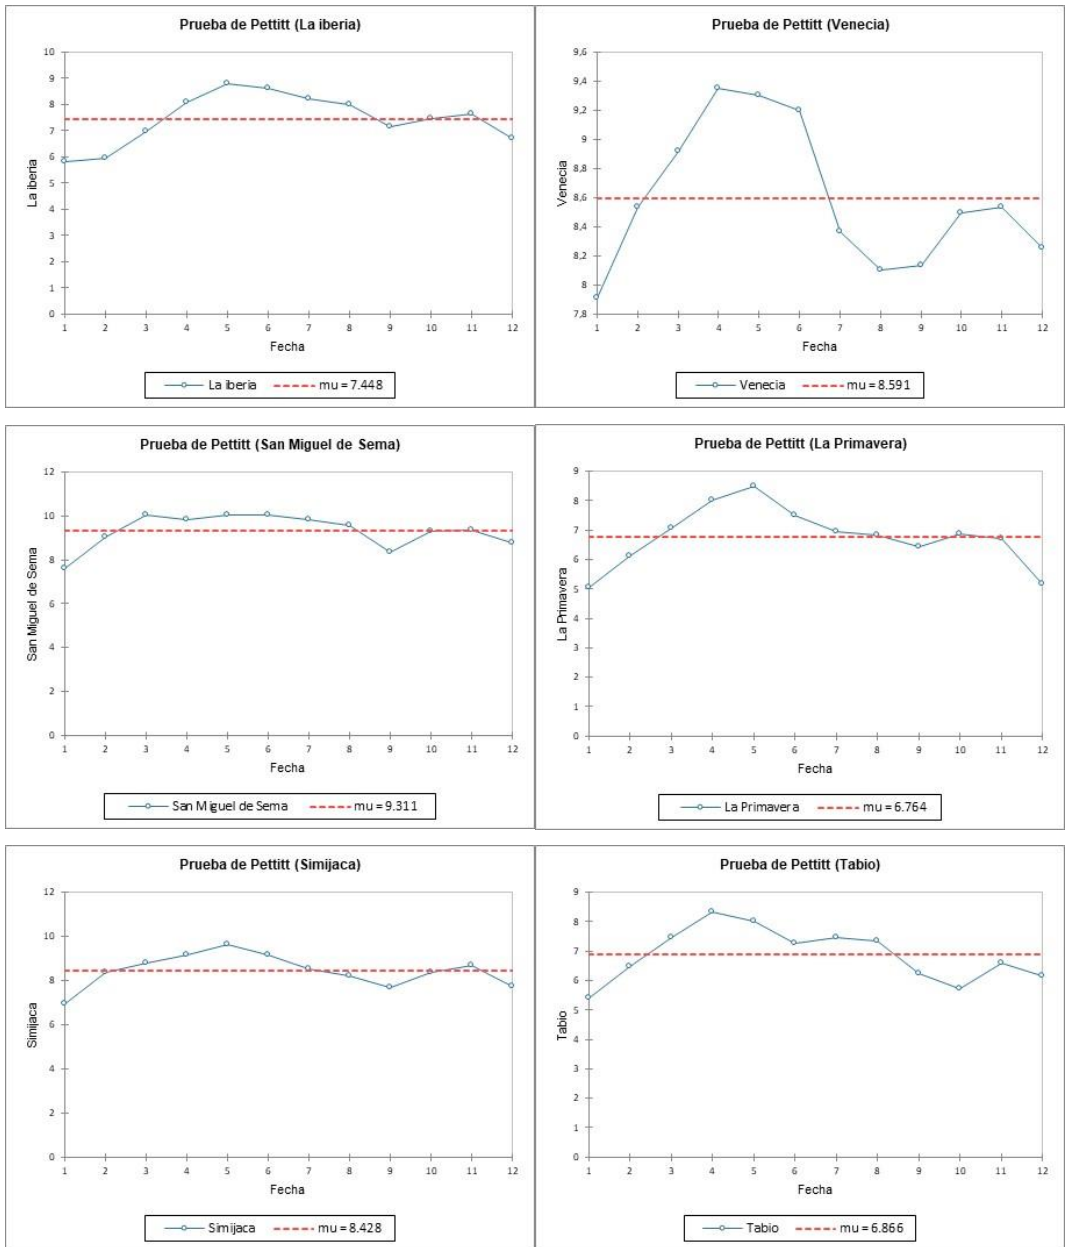 Prueba de Pettitt (La iberia)
10
9
8
7
6
5
4
3
2
1
0
La iberia
1 2 3 4 5 6 7 8 9 10 11 12
Fecha
La iberia mu = 7.448
Prueba de Pettitt (Venecia)
9,6
9,4
9,2
9
8,8
8,6
8,4
8,2
8
7,8
Venecia
1 2 3 4 5 6 7 8 9 10 11 12
Fecha
Venecia mu = 8.591
Prueba de Pettitt (San Miguel de Sema)
12
10
8
6
4
2
0
San Miguel de Sema
1 2 3 4 5 6 7 8 9 10 11 12
Fecha
San Miguel de Sema mu = 9.311
Prueba de Pettitt (La Primavera)
9
8
7
6
5
4
3
2
1
0
La Primavera
1 2 3 4 5 6 7 8 9 10 11 12
Fecha
La Primavera mu = 6.764
Prueba de Pettitt (Simijaca)
12
10
8
6
4
2
0
Simijaca
1 2 3 4 5 6 7 8 9 10 11 12
Fecha
Simijaca mu = 8.428
Prueba de Pettitt (Tabio)
9
8
7
6
5
4
3
2
1
0
Tabio
1 2 3 4 5 6 7 8 9 10 11 12
Fecha
Tabio mu = 6.866